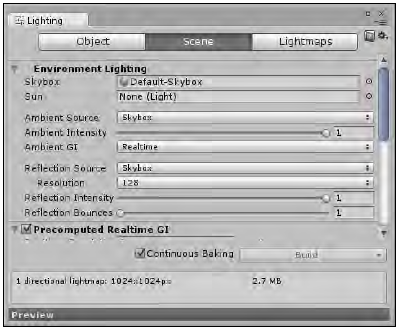 Lighting
Object Scene Lightmaps
Environment Lighting
Skybox Default-Skybox
Sun None (Light)
Ambient Source Skybox
Ambient Intensity 1
Ambient GI Realtime
Reflection Source Skybox
Resolution 128
Reflection Intensity 1
Reflection Bounces 1
Precomputed Realtime GI
Continuous Baking Build
1 directional lightmap: 1024x1024px 2.7 MB
Preview